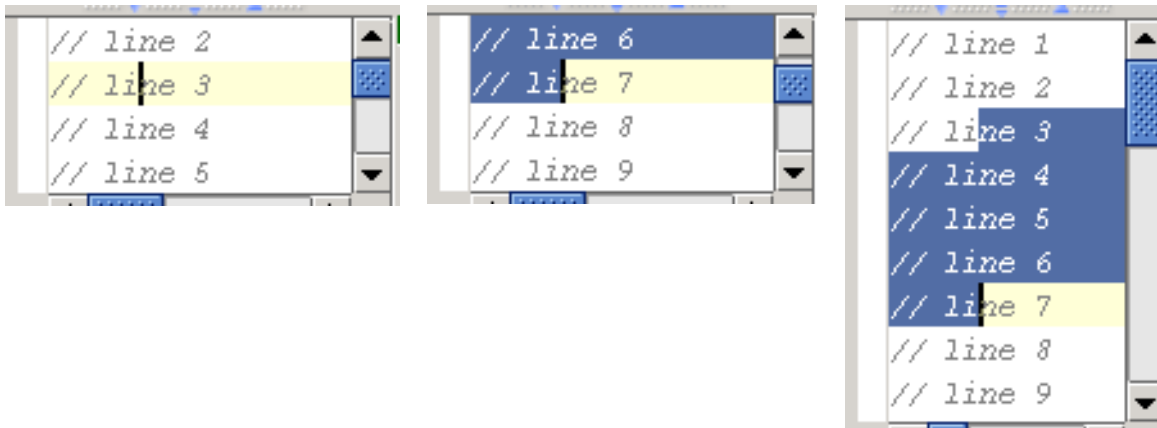 // line 2
// line 3
// line 4
// line 5
// line 6
// line 7
// line 8
// line 9
// line 1
// line 2
// line 3
// line 4
// line 5
// line 6
// line 7
// line 8
// line 9